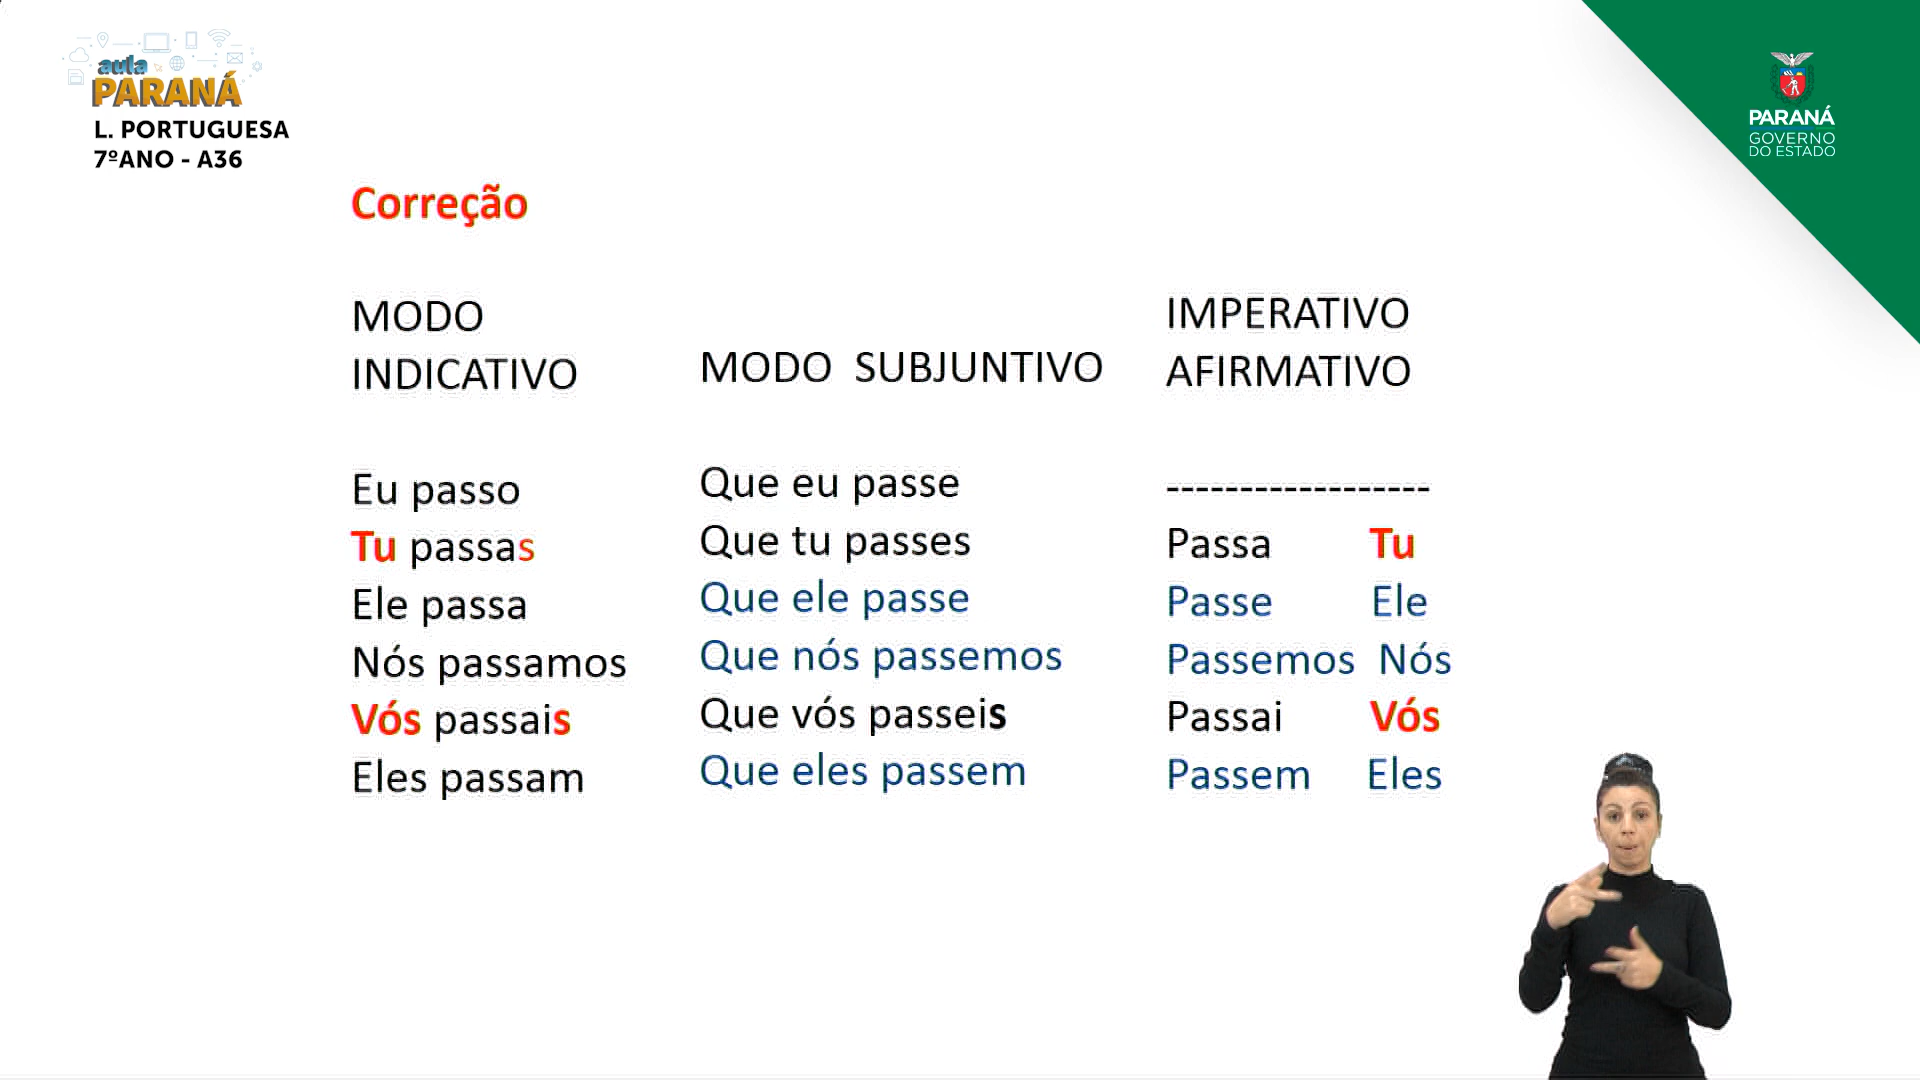 aula
PARANÁ
L. PORTUGUESA
7ºANO - A36
PARANÁ
GOVERNO
DO ESTADO
Correção
MODO
INDICATIVO
Eu passo
Tu passas
Ele passa
Nós passamos
Vós passais
Eles passam
MODO SUBJUNTIVO
Que eu passe
Que tu passes
Que ele passe
Que nós passemos
Que vós passeis
Que eles passem
IMPERATIVO
AFIRMATIVO
------------------
Passa Tu
Passe Ele
Passemos Nós
Passai Vós
Passem Eles